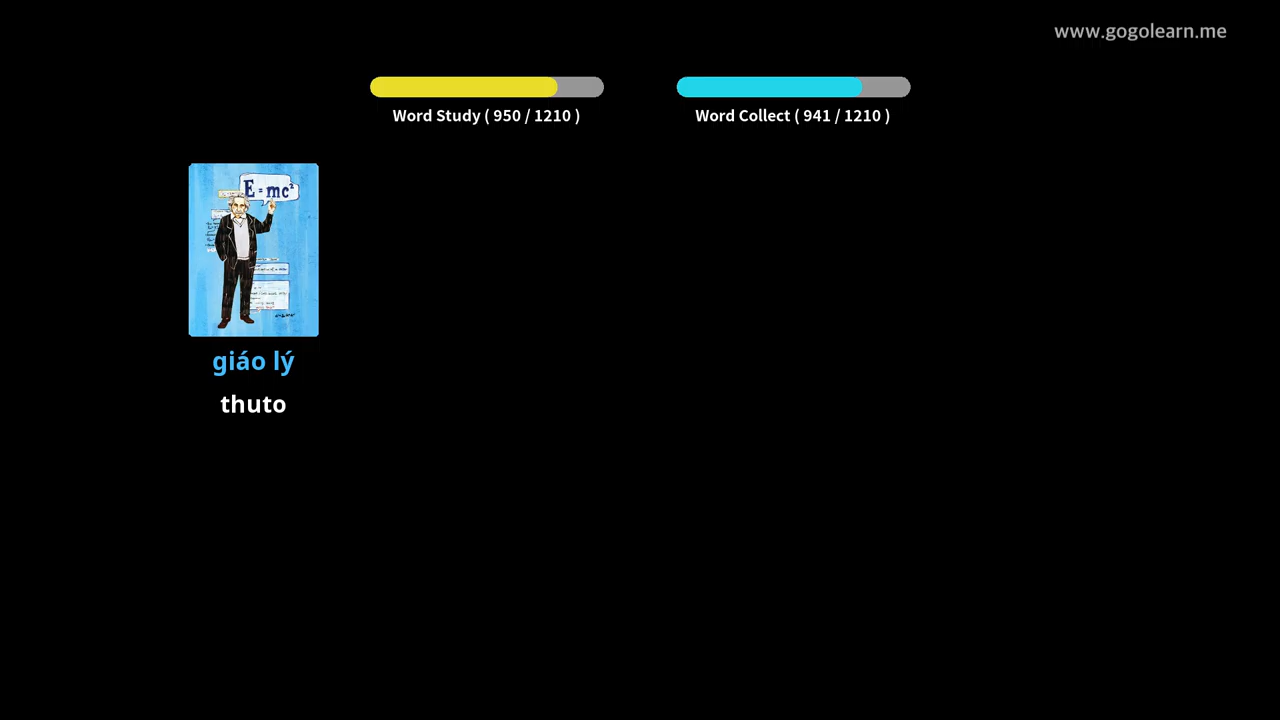 www.gogolearn.me
Word Study ( 950 / 1210 )
Word Collect ( 941 / 1210 )
E = mc²
giáo lý
thuto